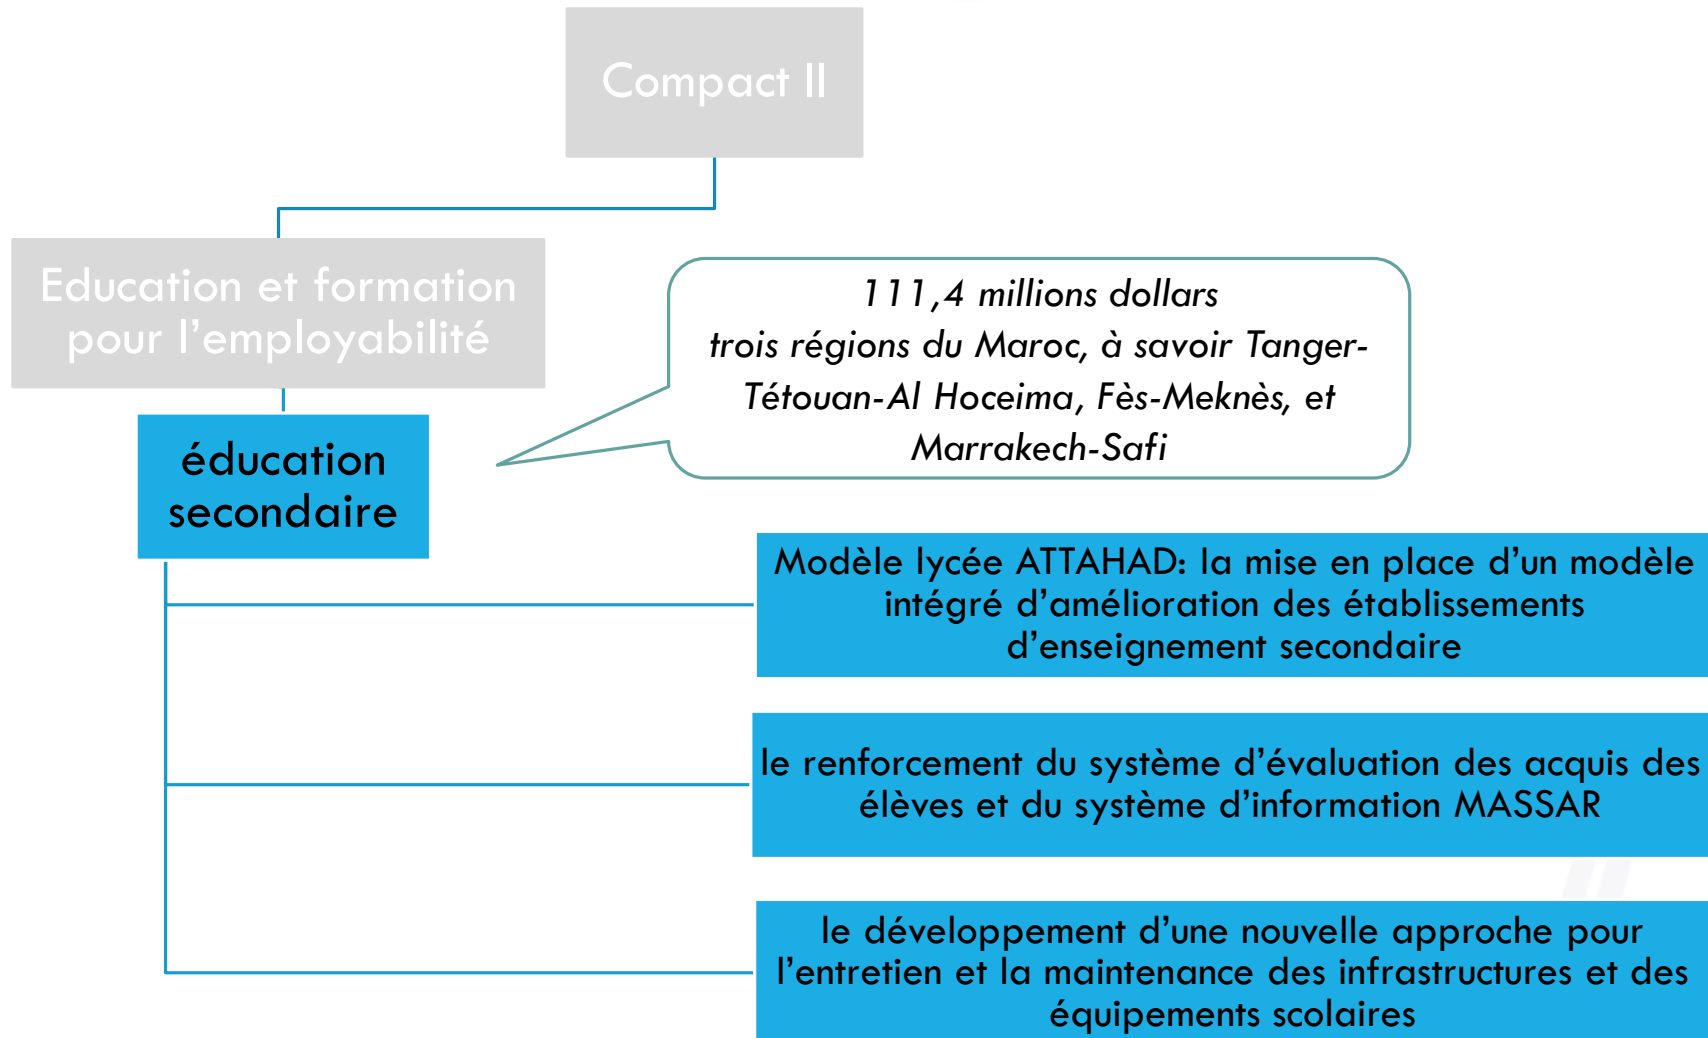 Compact II
Education et formation
pour l’employabilité
111,4 millions dollars
trois régions du Maroc, à savoir Tanger-
Tétouan-Al Hoceima, Fès-Meknès, et
Marrakech-Safi
éducation
secondaire
Modèle lycée ATTAHAD: la mise en place d’un modèle
intégré d’amélioration des établissements
d’enseignement secondaire
le renforcement du système d’évaluation des acquis des
élèves et du système d’information MASSAR
le développement d’une nouvelle approche pour
l’entretien et la maintenance des infrastructures et des
équipements scolaires